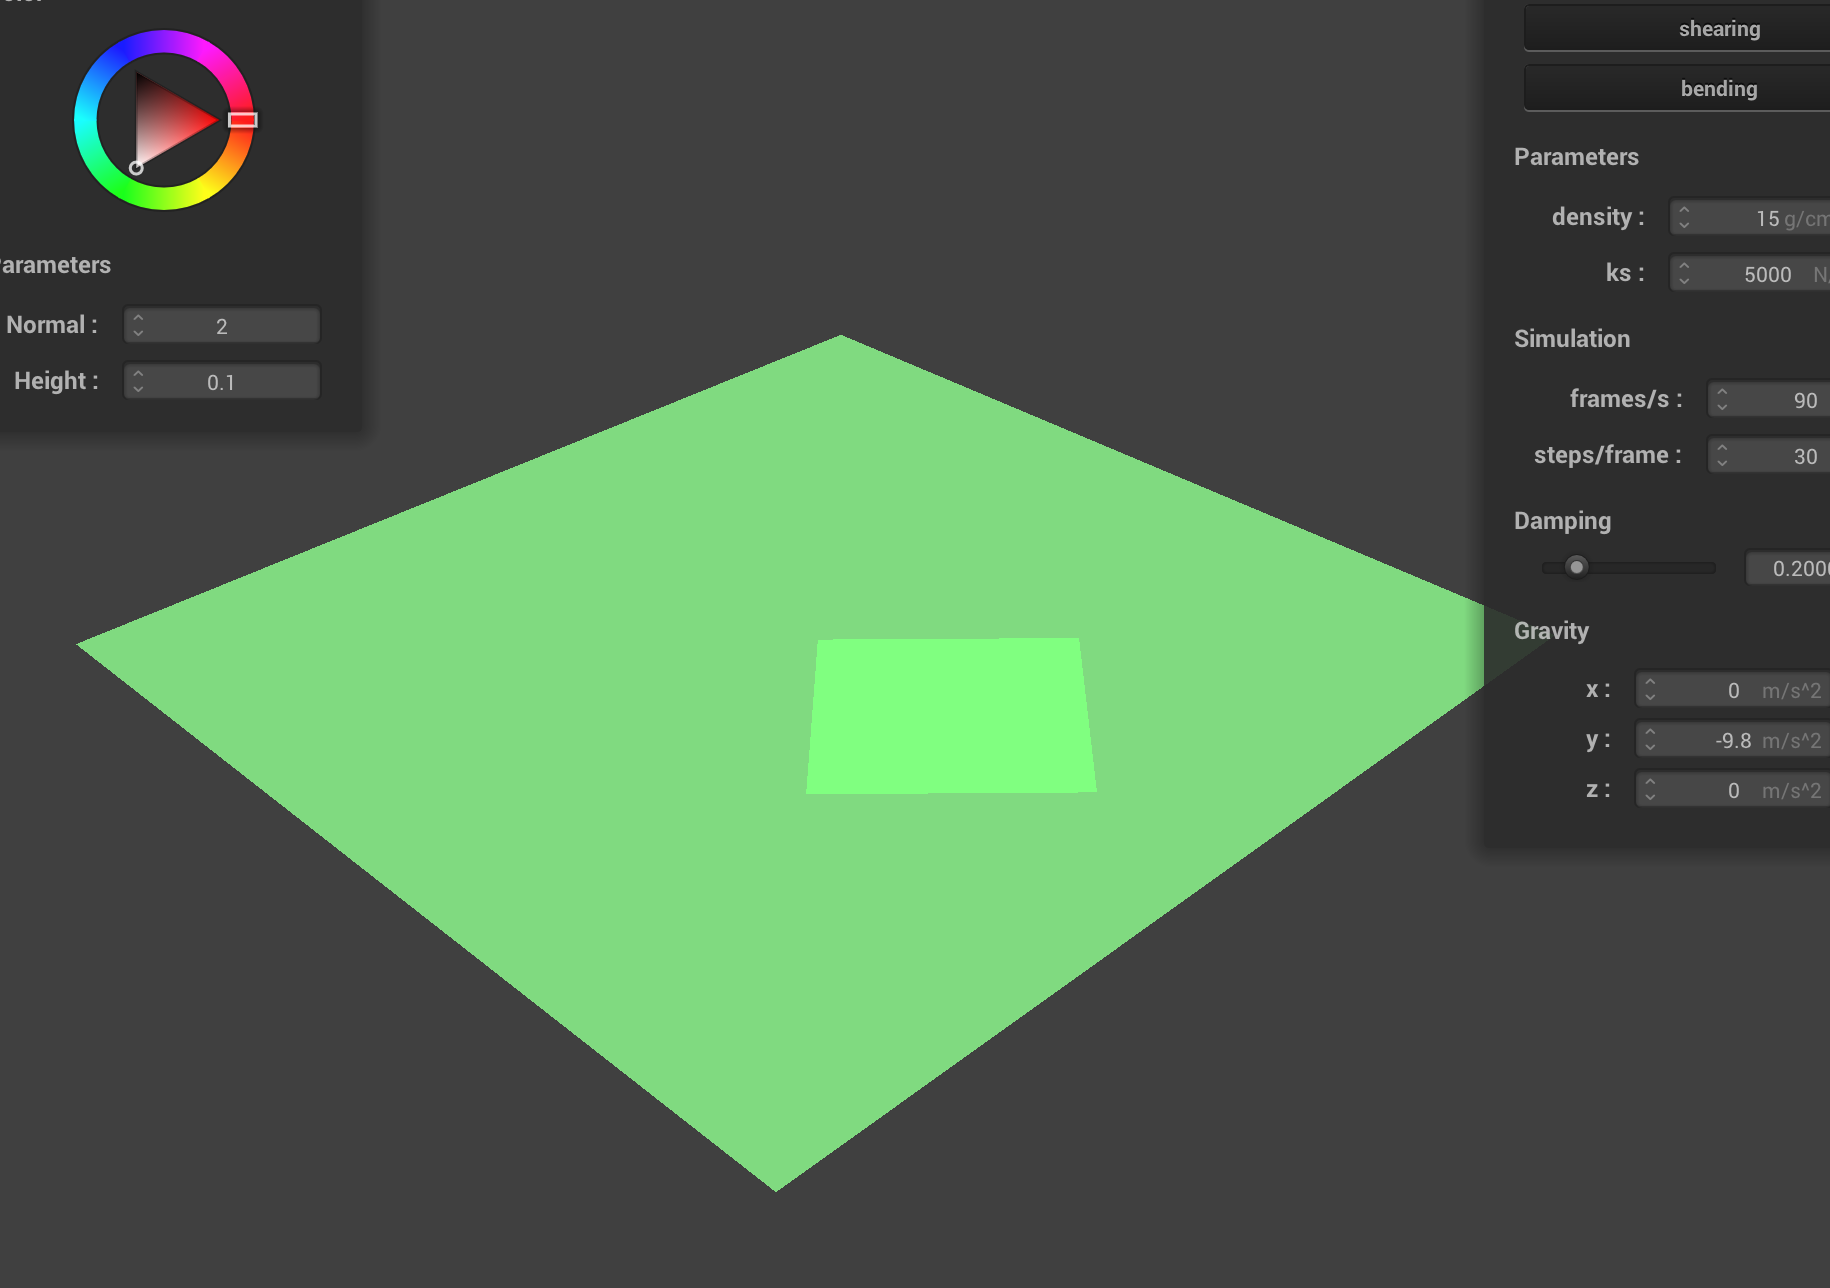 Parameters
Normal :
2
Height :
0.1
shearing
bending
Parameters
density :
15 g/cm
ks :
5000 N/
Simulation
frames/s :
90
steps/frame :
30
Damping
0.200
Gravity
x :
0 m/s^2
y :
-9.8 m/s^2
z :
0 m/s^2